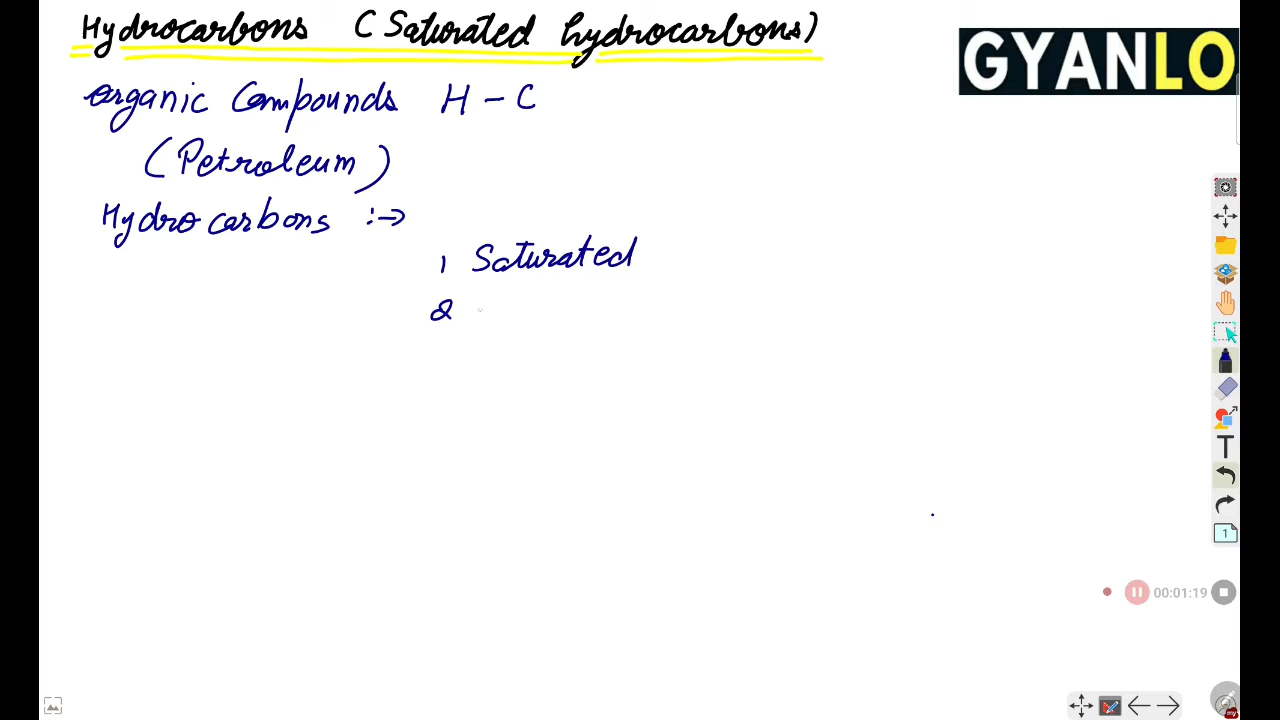 Hydrocarbons (Saturated hydrocarbons)
GYANLO
organic Compounds H - C
(Petroleum)
Hydrocarbons :->
1 Saturated
2
T
1
00:01:19